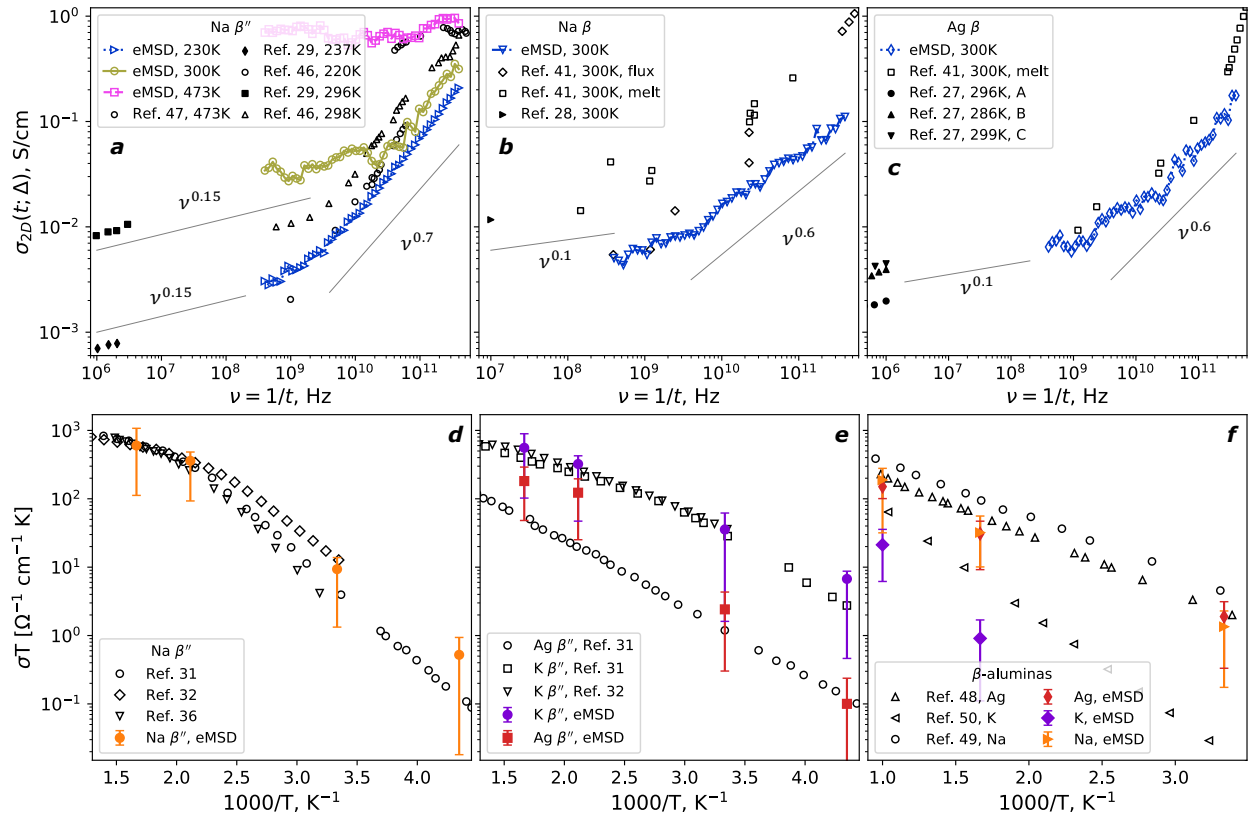 Na β″
eMSD, 230K
eMSD, 300K
eMSD, 473K
Ref. 47, 473K
Ref. 29, 237K
Ref. 46, 220K
Ref. 29, 296K
Ref. 46, 298K
a
ν^0.15
ν^0.15
ν^0.7
10^0
10^−1
10^−2
10^−3
σ2D(t; Δ), S/cm
10^6 10^7 10^8 10^9 10^10 10^11
ν = 1/t, Hz
Na β
eMSD, 300K
Ref. 41, 300K, flux
Ref. 41, 300K, melt
Ref. 28, 300K
b
ν^0.1
ν^0.6
10^7 10^8 10^9 10^10 10^11
ν = 1/t, Hz
Ag β
eMSD, 300K
Ref. 41, 300K, melt
Ref. 27, 296K, A
Ref. 27, 286K, B
Ref. 27, 299K, C
c
ν^0.1
ν^0.6
10^6 10^7 10^8 10^9 10^10 10^11
ν = 1/t, Hz
d
10^3
10^2
10^1
10^0
10^−1
σT [Ω^−1 cm^−1 K]
Na β″
Ref. 31
Ref. 32
Ref. 36
Na β″, eMSD
1.5 2.0 2.5 3.0 3.5 4.0
1000/T, K^−1
e
Ag β″, Ref. 31
K β″, Ref. 31
K β″, Ref. 32
K β″, eMSD
Ag β″, eMSD
1.5 2.0 2.5 3.0 3.5 4.0
1000/T, K^−1
f
β-aluminas
Ref. 48, Ag
Ref. 50, K
Ref. 49, Na
Ag, eMSD
K, eMSD
Na, eMSD
1.0 1.5 2.0 2.5 3.0
1000/T, K^−1